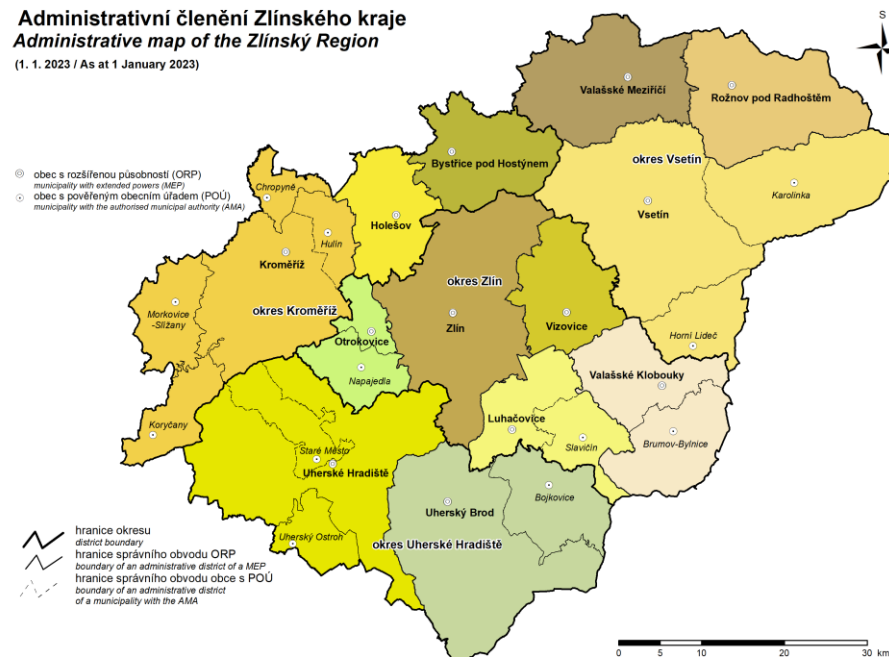 Administrativní členění Zlínského kraje
Administrative map of the Zlínský Region
(1. 1. 2023 / As at 1 January 2023)
S
obec s rozšířenou působností (ORP)
municipality with extended powers (MEP)
obec s pověřeným obecním úřadem (POÚ)
municipality with the authorised municipal authority (AMA)
Valašské Meziříčí
Rožnov pod Radhoštěm
Bystřice pod Hostýnem
okres Vsetín
Chropyně
Karolinka
Holešov
Vsetín
Hulín
Kroměříž
okres Zlín
okres Kroměříž
Morkovice
-Slížany
Zlín
Vizovice
Otrokovice
Horní Lideč
Valašské Klobouky
Napajedla
Luhačovice
Koryčany
Slavičín
Brumov-Bylnice
Staré Město
Uherské Hradiště
Bojkovice
Uherský Brod
Uherský Ostroh
okres Uherské Hradiště
hranice okresu
district boundary
hranice správního obvodu ORP
boundary of an administrative district of a MEP
hranice správního obvodu obce s POÚ
boundary of an administrative district
of a municipality with the AMA
0 5 10 20 30 km